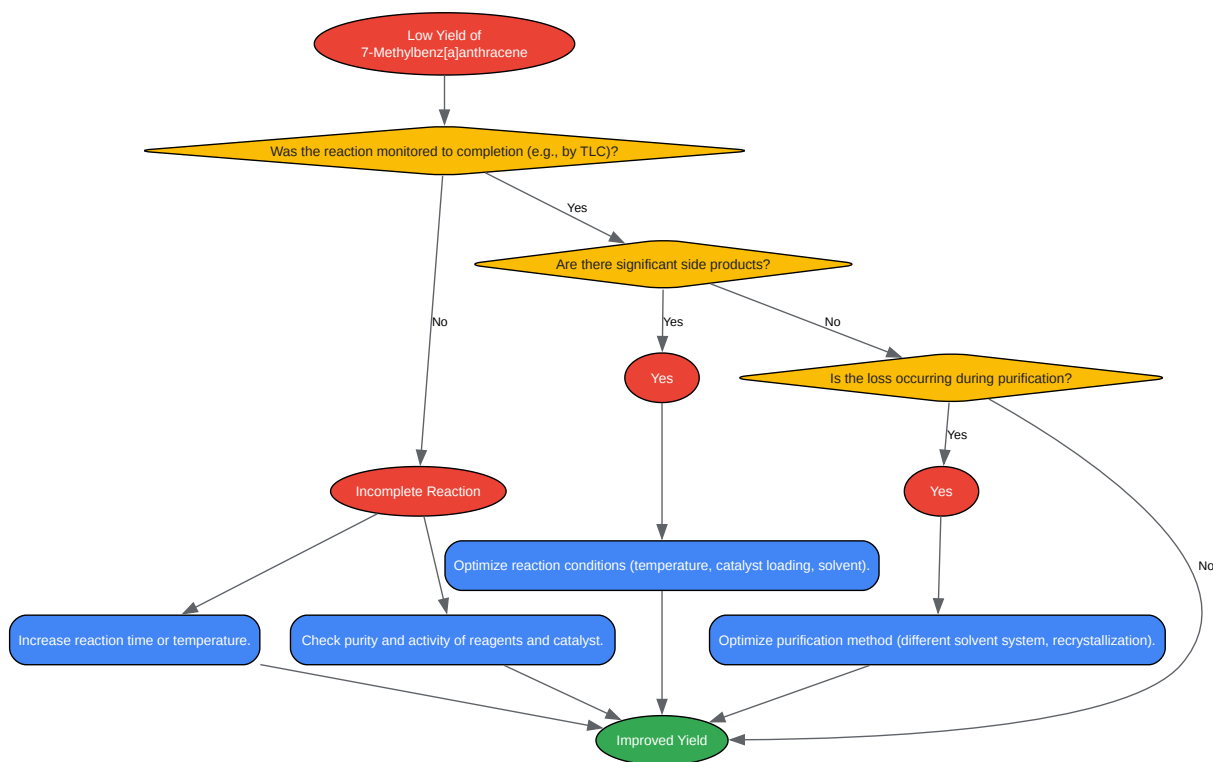 Low Yield of
7-Methylbenz[a]anthracene
Was the reaction monitored to completion (e.g., by TLC)?
Yes
Are there significant side products?
No
Yes
No
Yes
Is the loss occurring during purification?
Yes
Incomplete Reaction
Yes
Optimize reaction conditions (temperature, catalyst loading, solvent).
No
Increase reaction time or temperature.
Check purity and activity of reagents and catalyst.
Optimize purification method (different solvent system, recrystallization).
Improved Yield